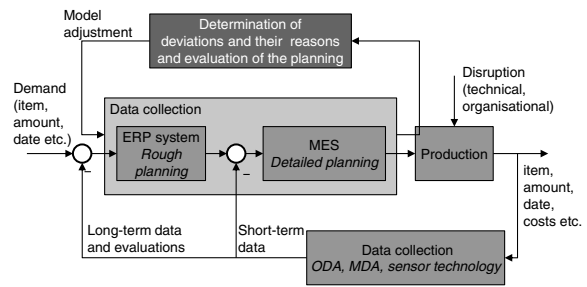 Model
adjustment
Determination of
deviations and their reasons
and evaluation of the planning
Demand
(item,
amount,
date etc.)
Disruption
(technical,
organisational)
Data collection
ERP system
Rough
planning
MES
Detailed planning
Production
–
–
item,
amount,
date,
costs etc.
Long-term data
and evaluations
Short-term
data
Data collection
ODA, MDA, sensor technology